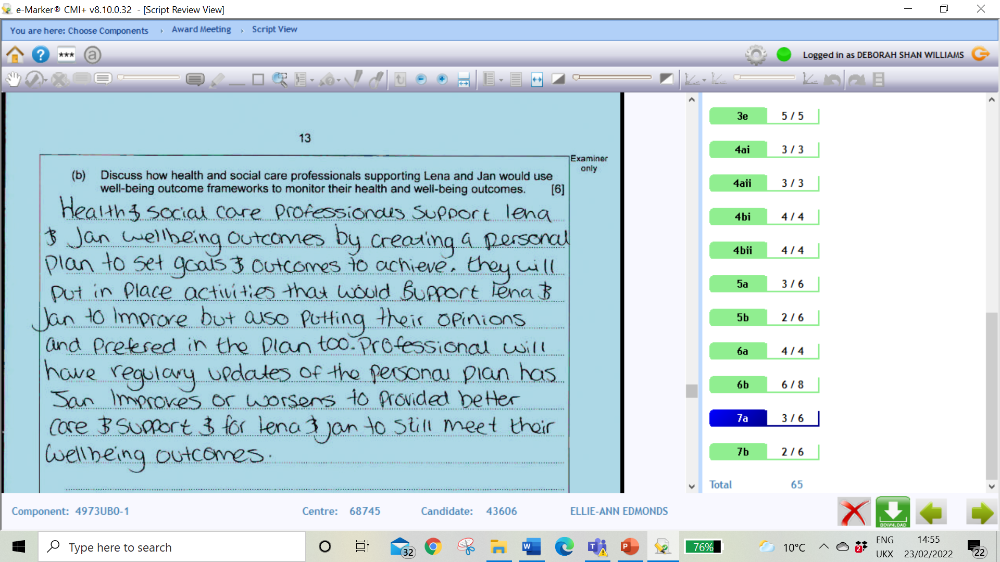 e-Marker® CMI+ v8.10.0.32 - [Script Review View]
You are here: Choose Components › Award Meeting › Script View
*** a
Logged in as DEBORAH SHAN WILLIAMS
13
Examiner
only
(b) Discuss how health and social care professionals supporting Lena and Jan would use
well-being outcome frameworks to monitor their health and well-being outcomes. [6]
Health & social care professionals support lena
& Jan wellbeing outcomes by creating a personal
plan to set goals & outcomes to achieve. they will
put in place activities that would support lena &
Jan to improve but also putting their opinions
and prefered in the plan too. professional will
have regulary updates of the personal plan has
Jan improves or worsens to provided better
care & support & for lena & jan to still meet their
wellbeing outcomes.
3e 5 / 5
4ai 3 / 3
4aii 3 / 3
4bi 4 / 4
4bii 4 / 4
5a 3 / 6
5b 2 / 6
6a 4 / 4
6b 6 / 8
7a 3 / 6
7b 2 / 6
Total 65
Component: 4973UB0-1 Centre: 68745 Candidate: 43606 ELLIE-ANN EDMONDS
DOWNLOAD
Type here to search
32
76%
10°C
2
ENG
UKX
14:55
23/02/2022
22